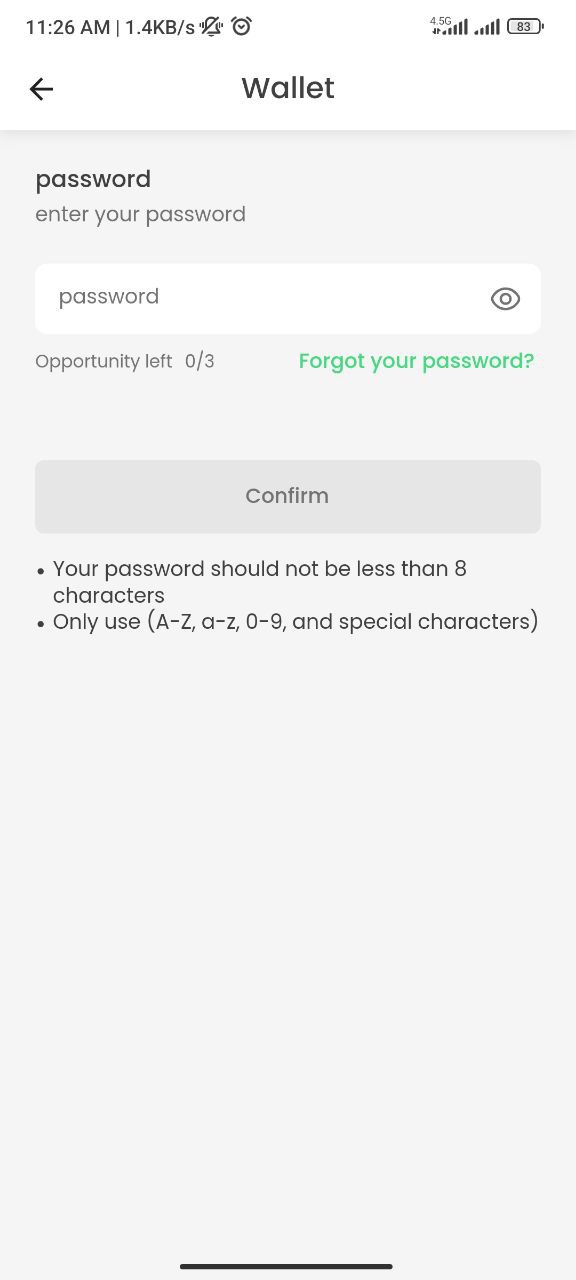 11:26 AM | 1.4KB/s
4.5G
83
Wallet
password
enter your password
password
Opportunity left 0/3
Forgot your password?
Confirm
• Your password should not be less than 8
characters
• Only use (A-Z, a-z, 0-9, and special characters)